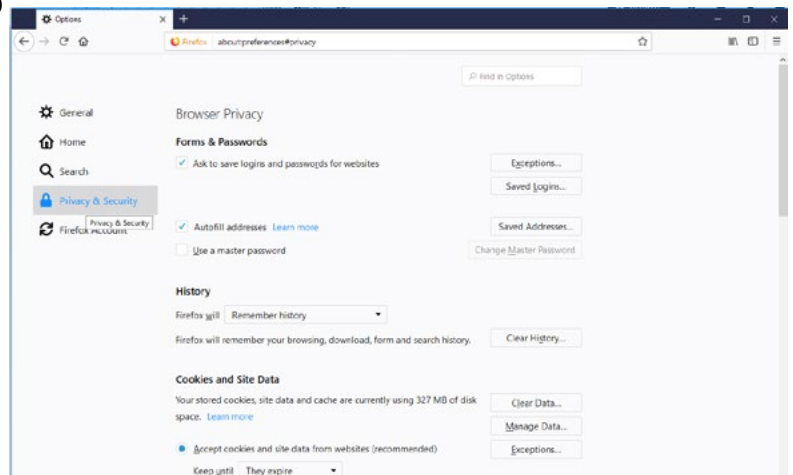 Options
Firefox about:preferences#privacy
Find in Options
General
Home
Search
Privacy & Security
Privacy & Security
Firefox Account
Browser Privacy
Forms & Passwords
Ask to save logins and passwords for websites
Exceptions...
Saved Logins...
Autofill addresses Learn more
Saved Addresses...
Use a master password
Change Master Password
History
Firefox will Remember history
Firefox will remember your browsing, download, form and search history.
Clear History...
Cookies and Site Data
Your stored cookies, site data and cache are currently using 327 MB of disk
space. Learn more
Clear Data...
Manage Data...
Accept cookies and site data from websites (recommended)
Exceptions...
Keep until They expire